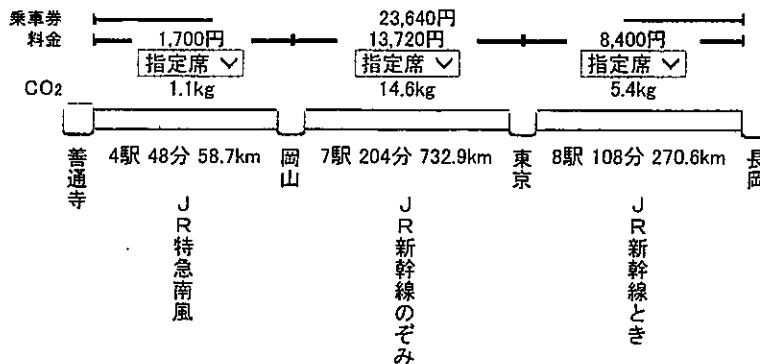 乗車券 23,640円
料金 1,700円 13,720円 8,400円
指定席 指定席 指定席
CO2 1.1kg 14.6kg 5.4kg
善通寺 4駅 48分 58.7km 岡山 7駅 204分 732.9km 東京 8駅 108分 270.6km 長岡
JR特急南風
JR新幹線のぞみ
JR新幹線とき